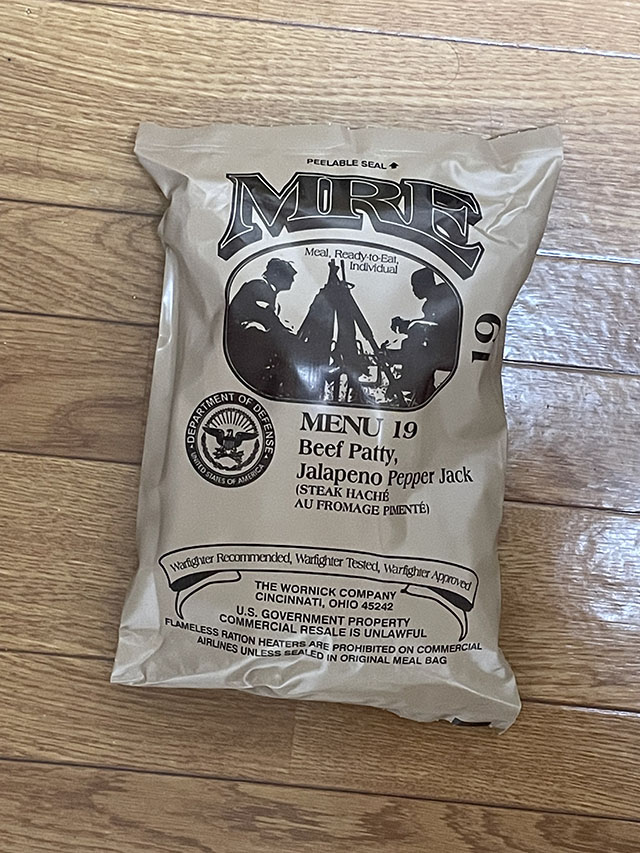 PEELABLE SEAL
MRE
Meal, Ready-to-Eat,
Individual
19
DEPARTMENT OF DEFENSE
UNITED STATES OF AMERICA
MENU 19
Beef Patty,
Jalapeno Pepper Jack
(STEAK HACHÉ
AU FROMAGE PIMENTÉ)
Warfighter Recommended, Warfighter Tested, Warfighter Approved
THE WORNICK COMPANY
CINCINNATI, OHIO 45242
U.S. GOVERNMENT PROPERTY
COMMERCIAL RESALE IS UNLAWFUL
FLAMELESS RATION HEATERS ARE PROHIBITED ON COMMERCIAL
AIRLINES UNLESS SEALED IN ORIGINAL MEAL BAG